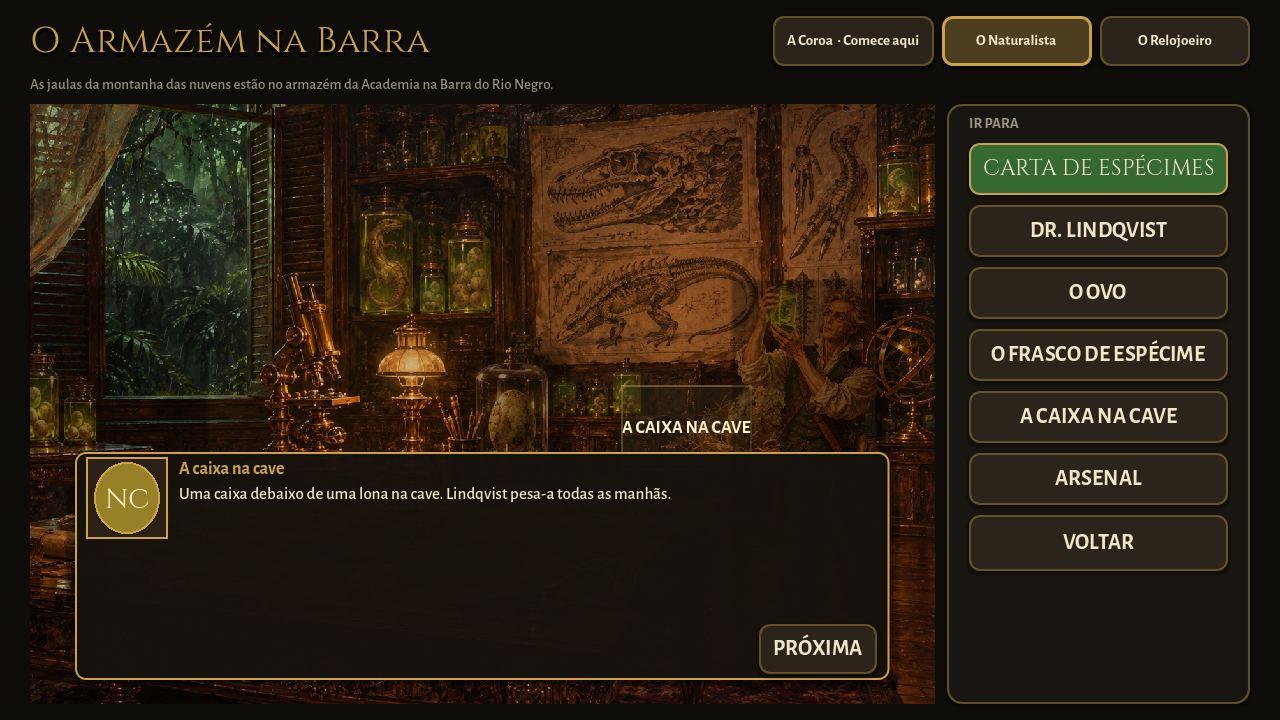 O Armazém na Barra
A Coroa · Comece aqui
O Naturalista
O Relojoeiro
As jaulas da montanha das nuvens estão no armazém da Academia na Barra do Rio Negro.
IR PARA
CARTA DE ESPÉCIMES
DR. LINDQVIST
O OVO
O FRASCO DE ESPÉCIME
A CAIXA NA CAVE
ARSENAL
VOLTAR
A CAIXA NA CAVE
NC
A caixa na cave
Uma caixa debaixo de uma lona na cave. Lindqvist pesa-a todas as manhãs.
PRÓXIMA